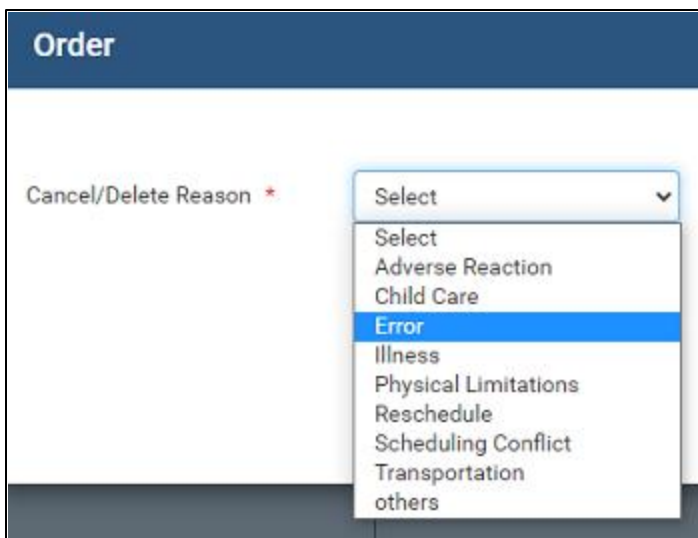 Order
Cancel/Delete Reason *
Select
Select
Adverse Reaction
Child Care
Error
Illness
Physical Limitations
Reschedule
Scheduling Conflict
Transportation
others